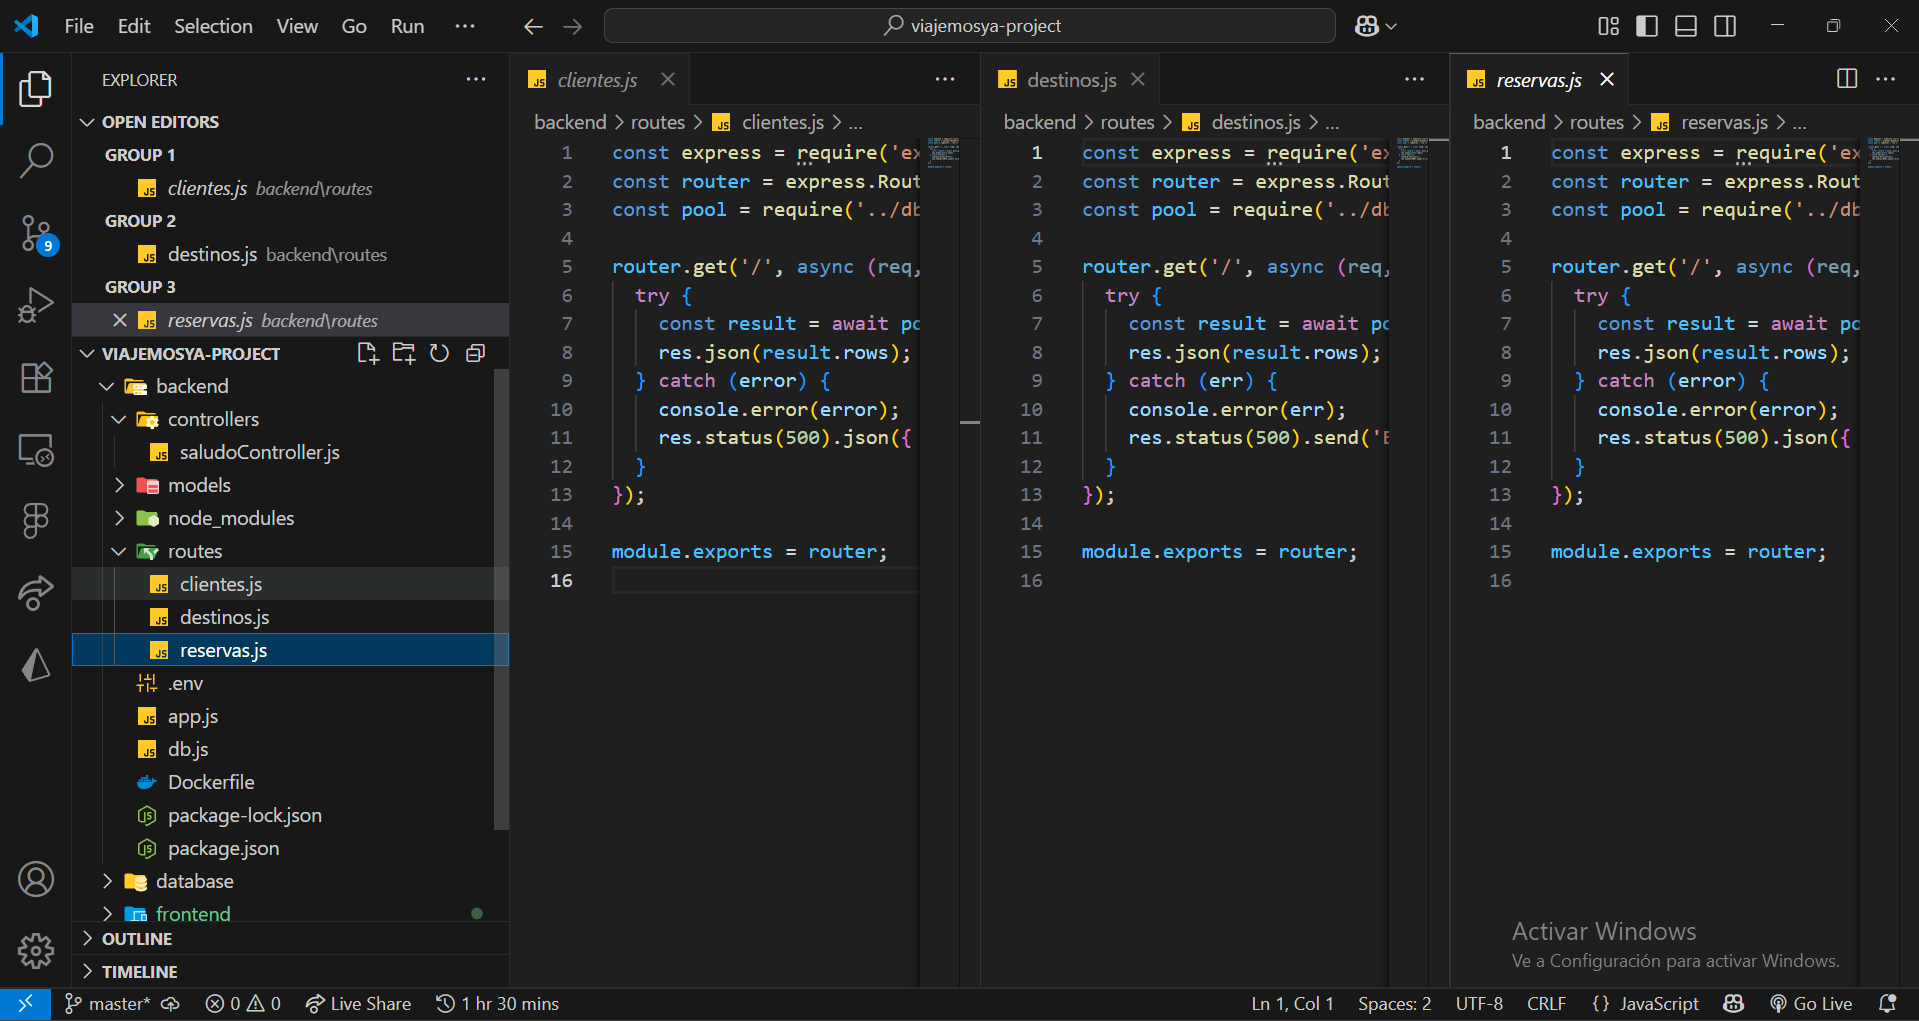 File Edit Selection View Go Run ··· viajemosya-project
EXPLORER
OPEN EDITORS
GROUP 1
clientes.js backend\routes
GROUP 2
destinos.js backend\routes
GROUP 3
reservas.js backend\routes
VIAJEMOSYA-PROJECT
backend
controllers
saludoController.js
models
node_modules
routes
clientes.js
destinos.js
reservas.js
.env
app.js
db.js
Dockerfile
package-lock.json
package.json
database
frontend
OUTLINE
TIMELINE
9
clientes.js
backend > routes > clientes.js > ...
1 const express = require('ex
2 const router = express.Rout
3 const pool = require('../db
4
5 router.get('/', async (req,
6 try {
7 const result = await po
8 res.json(result.rows);
9 } catch (error) {
10 console.error(error);
11 res.status(500).json({
12 }
13 });
14
15 module.exports = router;
16
destinos.js
backend > routes > destinos.js > ...
1 const express = require('ex
2 const router = express.Rout
3 const pool = require('../db
4
5 router.get('/', async (req,
6 try {
7 const result = await po
8 res.json(result.rows);
9 } catch (err) {
10 console.error(err);
11 res.status(500).send('E
12 }
13 });
14
15 module.exports = router;
16
reservas.js
backend > routes > reservas.js > ...
1 const express = require('ex
2 const router = express.Rout
3 const pool = require('../db
4
5 router.get('/', async (req,
6 try {
7 const result = await po
8 res.json(result.rows);
9 } catch (error) {
10 console.error(error);
11 res.status(500).json({
12 }
13 });
14
15 module.exports = router;
16
Activar Windows
Ve a Configuración para activar Windows.
master* 0 0 Live Share 1 hr 30 mins Ln 1, Col 1 Spaces: 2 UTF-8 CRLF {} JavaScript Go Live